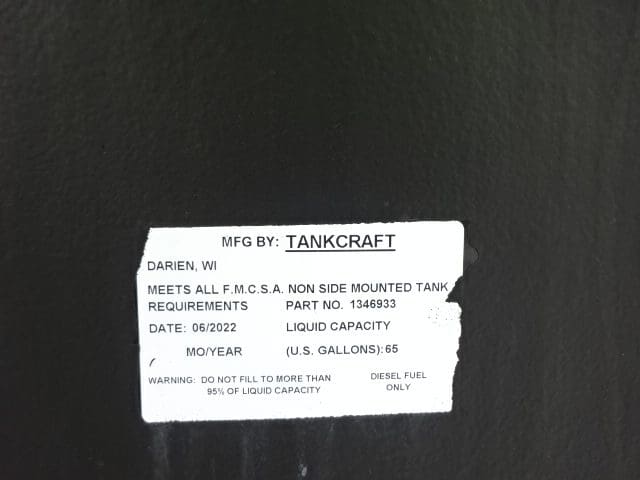 MFG BY: TANKCRAFT
DARIEN, WI
MEETS ALL F.M.C.S.A. NON SIDE MOUNTED TANK
REQUIREMENTS PART NO. 1346933
DATE: 06/2022 LIQUID CAPACITY
MO/YEAR (U.S. GALLONS): 65
WARNING: DO NOT FILL TO MORE THAN DIESEL FUEL
95% OF LIQUID CAPACITY ONLY